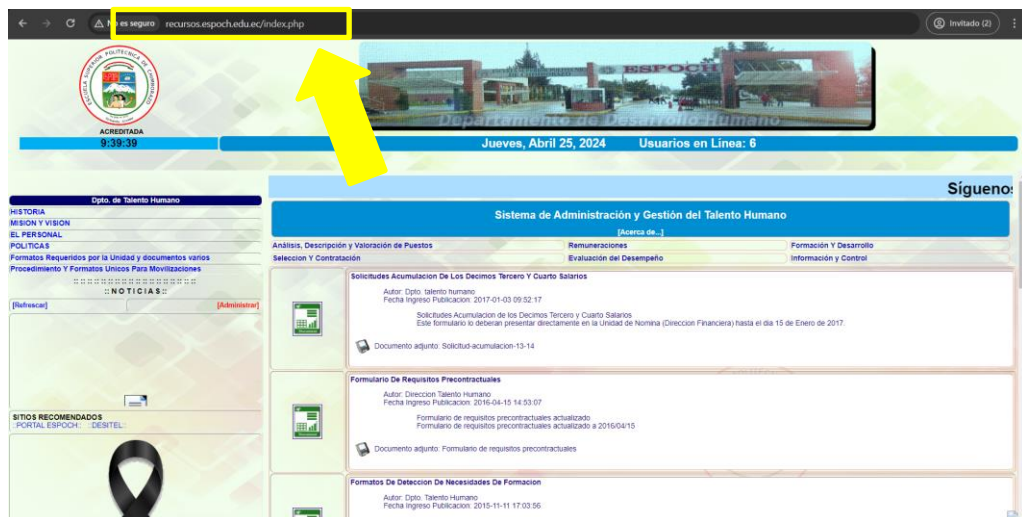 No es seguro recursos.espoch.edu.ec/index.php
Invitado (2)
ESCUELA SUPERIOR POLITECNICA DE CHIMBORAZO
ESPOCH
Departamento de Desarrollo Humano
ACREDITADA
9:39:39
Jueves, Abril 25, 2024 Usuarios en Linea: 6
Síguenos
Dpto. de Talento Humano
HISTORIA
MISION Y VISION
EL PERSONAL
POLITICAS
Formatos Requeridos por la Unidad y documentos varios
Procedimiento Y Formatos Unicos Para Movilizaciones
:: N O T I C I A S ::
[Refrescar] [Administrar]
SITIOS RECOMENDADOS
::PORTAL ESPOCH:: ::DESITEL::
Sistema de Administración y Gestión del Talento Humano
[Acerca de...]
Análisis, Descripción y Valoración de Puestos Remuneraciones Formación Y Desarrollo
Seleccion Y Contratación Evaluación del Desempeño Información y Control
Solicitudes Acumulacion De Los Decimos Tercero Y Cuarto Salarios
Autor: Dpto. talento humano
Fecha Ingreso Publicacion: 2017-01-03 09:52:17
Solicitudes Acumulacion de los Decimos Tercero y Cuarto Salarios
Este formulario lo deberan presentar directamente en la Unidad de Nomina (Direccion Financiera) hasta el dia 15 de Enero de 2017.
Documento adjunto: Solicitud-acumulacion-13-14
Formulario De Requisitos Precontractuales
Autor: Direccion Talento Humano
Fecha Ingreso Publicacion: 2016-04-15 14:53:07
Formulario de requisitos precontractuales actualizado
Formulario de requisitos precontractuales actualizado a 2016/04/15
Documento adjunto: Formulario de requisitos precontractuales
Formatos De Deteccion De Necesidades De Formacion
Autor: Dpto. Talento Humano
Fecha Ingreso Publicacion: 2015-11-11 17:03:56